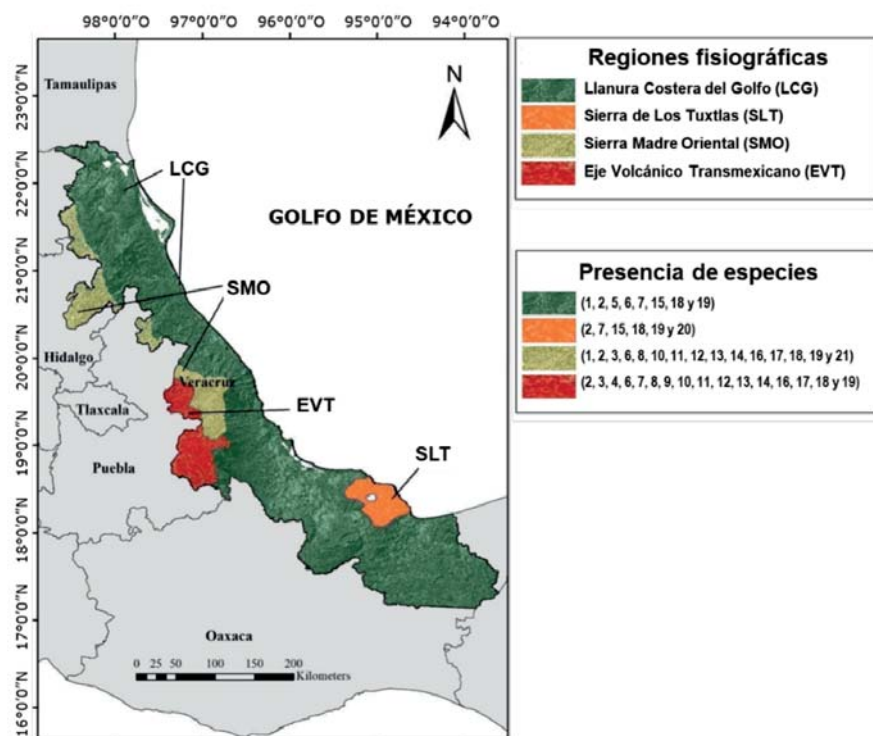 98°0'0"O 97°0'0"O 96°0'0"O 95°0'0"O 94°0'0"O
23°0'0"N
22°0'0"N
21°0'0"N
20°0'0"N
19°0'0"N
18°0'0"N
17°0'0"N
16°0'0"N
Tamaulipas
N
LCG
GOLFO DE MÉXICO
SMO
Hidalgo
Veracruz
Tlaxcala
EVT
Puebla
SLT
Oaxaca
0 25 50 100 150 200
Kilometers
Regiones fisiográficas
Llanura Costera del Golfo (LCG)
Sierra de Los Tuxtlas (SLT)
Sierra Madre Oriental (SMO)
Eje Volcánico Transmexicano (EVT)
Presencia de especies
(1, 2, 5, 6, 7, 15, 18 y 19)
(2, 7, 15, 18, 19 y 20)
(1, 2, 3, 6, 8, 10, 11, 12, 13, 14, 16, 17, 18, 19 y 21)
(2, 3, 4, 6, 7, 8, 9, 10, 11, 12, 13, 14, 16, 17, 18 y 19)